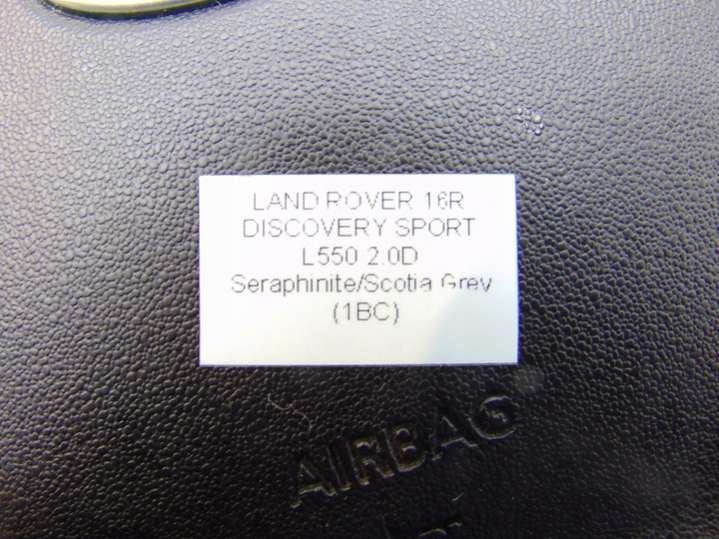 LAND ROVER 16R
DISCOVERY SPORT
L550 2.0D
Seraphinite/Scotia Grey
(1BC)
AIRBAG